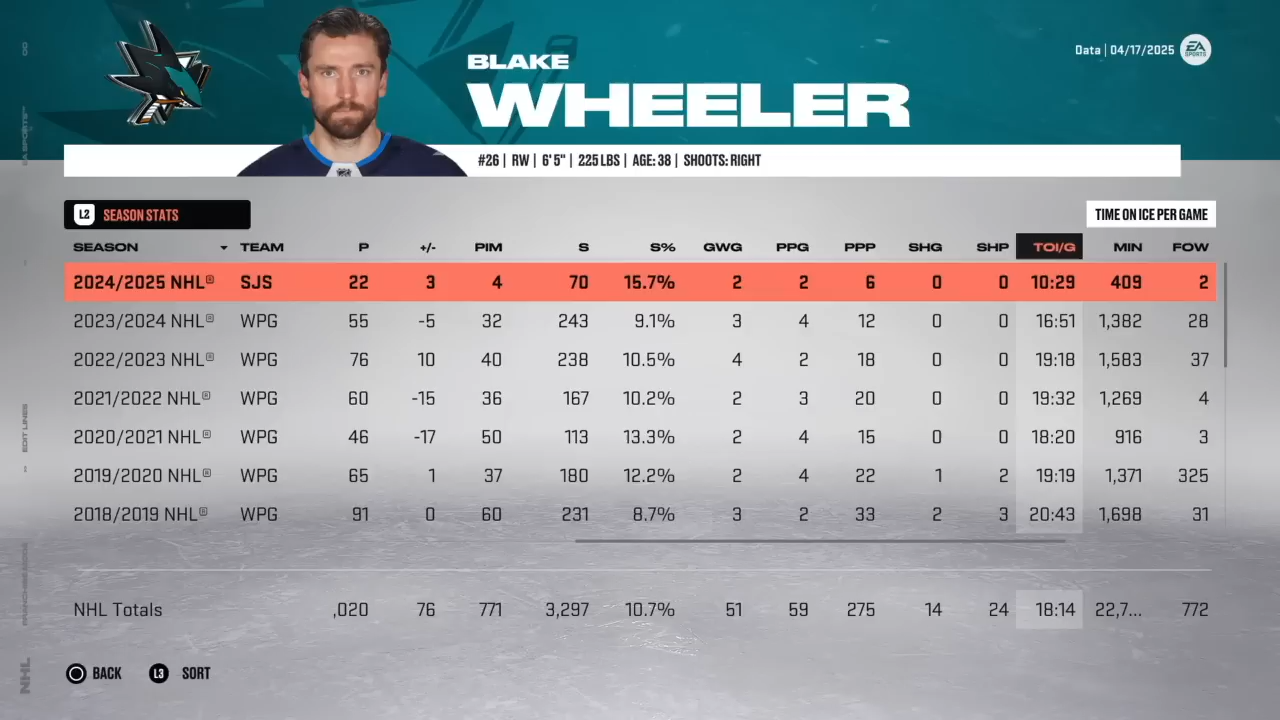 BLAKE
WHEELER
Data | 04/17/2025
EA SPORTS
#26 | RW | 6' 5" | 225 LBS | AGE: 38 | SHOOTS: RIGHT
L2 SEASON STATS
TIME ON ICE PER GAME
SEASON TEAM P +/- PIM S S% GWG PPG PPP SHG SHP TOI/G MIN FOW
2024/2025 NHL® SJS 22 3 4 70 15.7% 2 2 6 0 0 10:29 409 2
2023/2024 NHL® WPG 55 -5 32 243 9.1% 3 4 12 0 0 16:51 1,382 28
2022/2023 NHL® WPG 76 10 40 238 10.5% 4 2 18 0 0 19:18 1,583 37
2021/2022 NHL® WPG 60 -15 36 167 10.2% 2 3 20 0 0 19:32 1,269 4
2020/2021 NHL® WPG 46 -17 50 113 13.3% 2 4 15 0 0 18:20 916 3
2019/2020 NHL® WPG 65 1 37 180 12.2% 2 4 22 1 2 19:19 1,371 325
2018/2019 NHL® WPG 91 0 60 231 8.7% 3 2 33 2 3 20:43 1,698 31
NHL Totals ,020 76 771 3,297 10.7% 51 59 275 14 24 18:14 22,7... 772
BACK L3 SORT
EDIT LINES
NHL